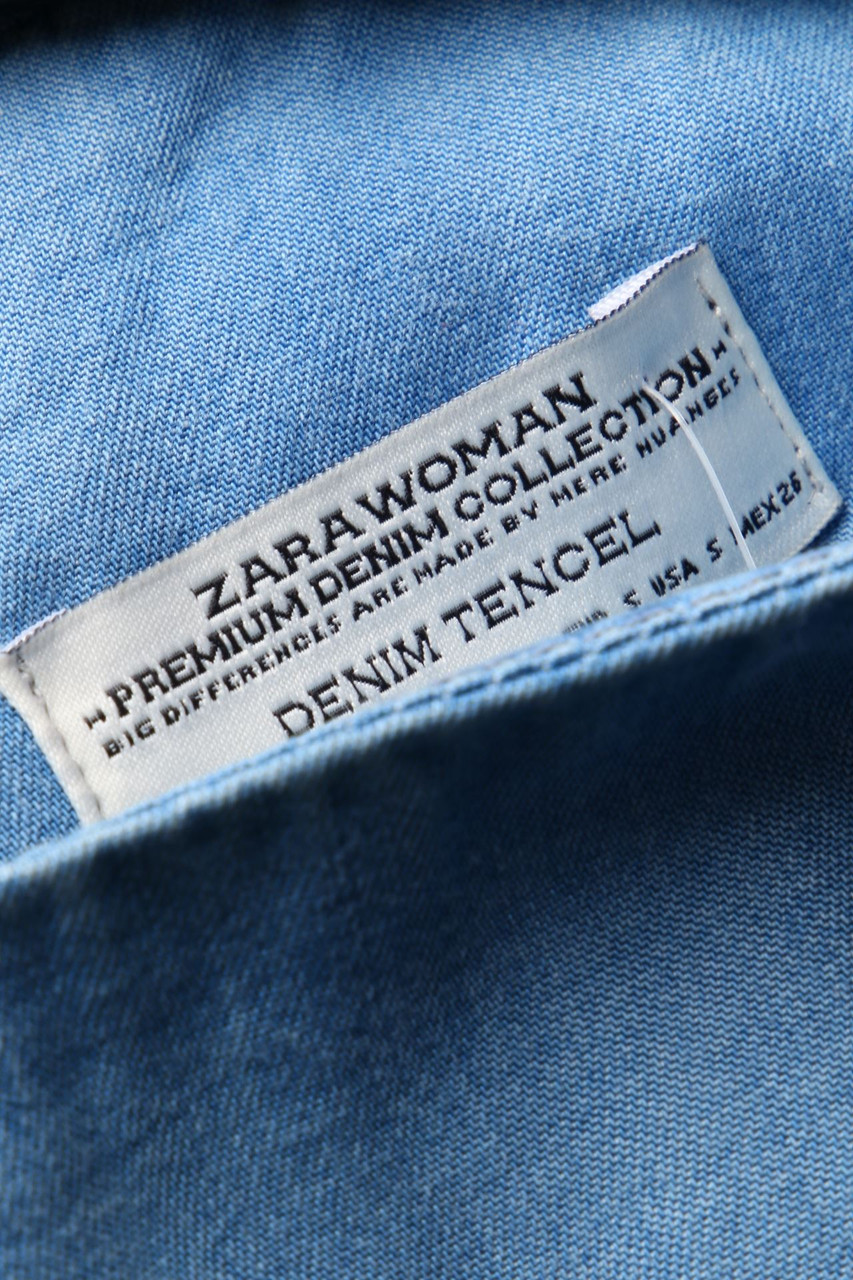 ZARA WOMAN
"PREMIUM DENIM COLLECTION"
BIG DIFFERENCES ARE MADE BY MERE NUANCES
DENIM TENCEL
S USA S MEX 26